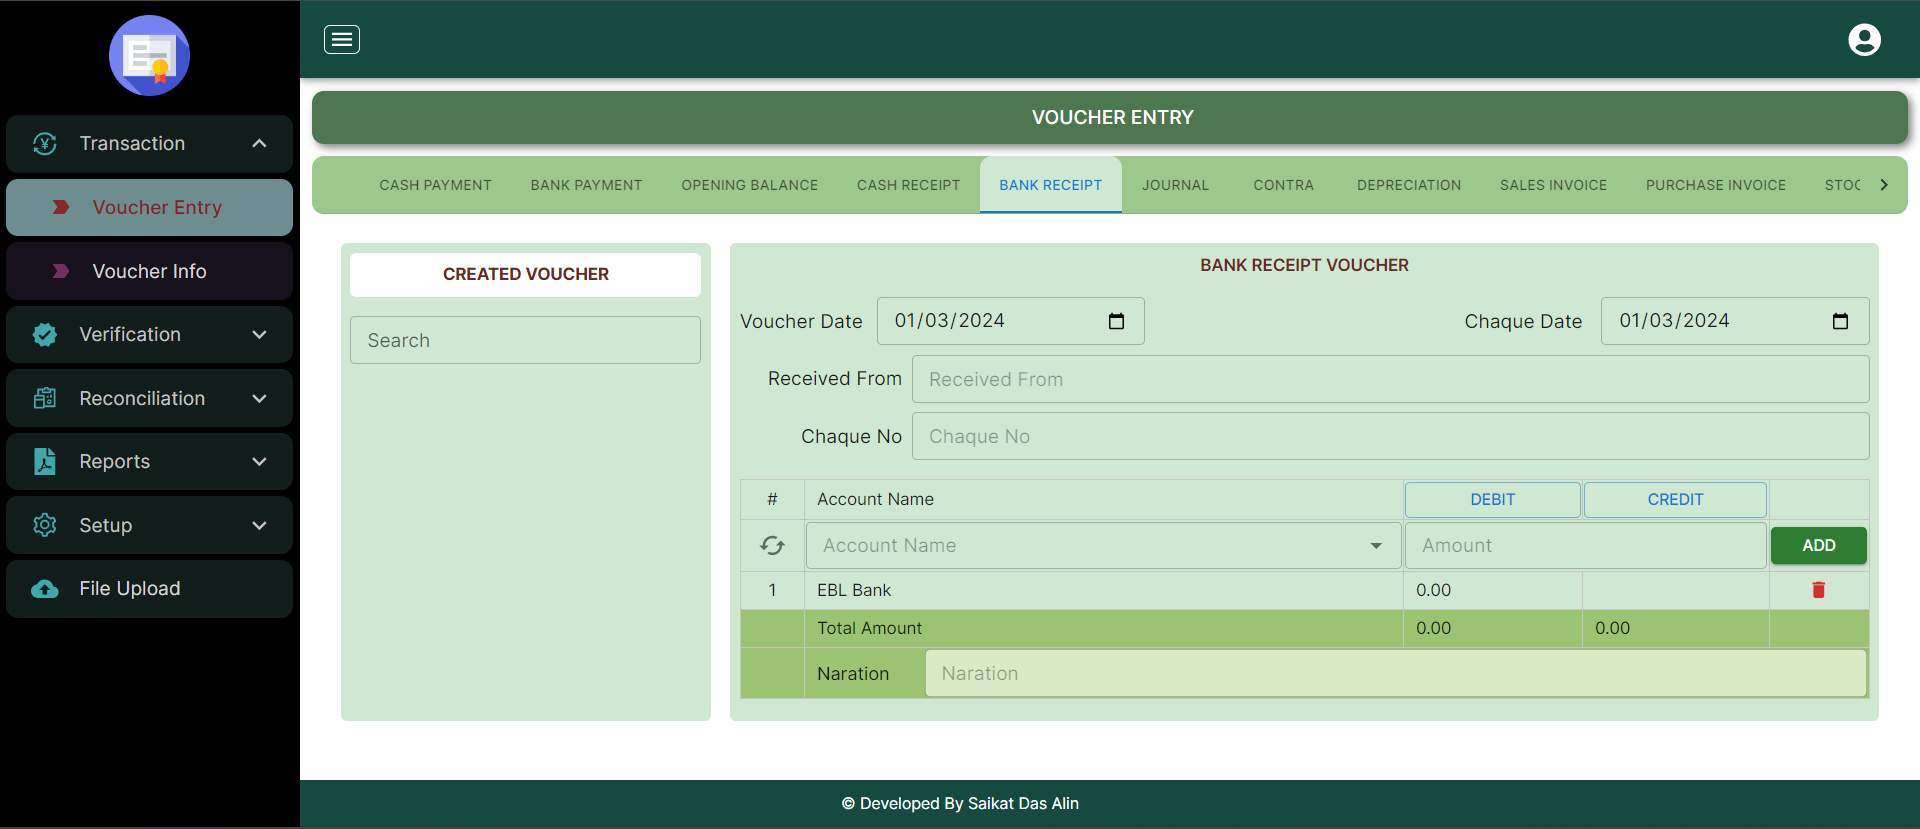 Transaction
Voucher Entry
Voucher Info
Verification
Reconciliation
Reports
Setup
File Upload
VOUCHER ENTRY
CASH PAYMENT BANK PAYMENT OPENING BALANCE CASH RECEIPT BANK RECEIPT JOURNAL CONTRA DEPRECIATION SALES INVOICE PURCHASE INVOICE STOC
CREATED VOUCHER
Search
BANK RECEIPT VOUCHER
Voucher Date 01/03/2024 Chaque Date 01/03/2024
Received From Received From
Chaque No Chaque No
# Account Name DEBIT CREDIT
Account Name Amount ADD
1 EBL Bank 0.00
Total Amount 0.00 0.00
Naration Naration
© Developed By Saikat Das Alin